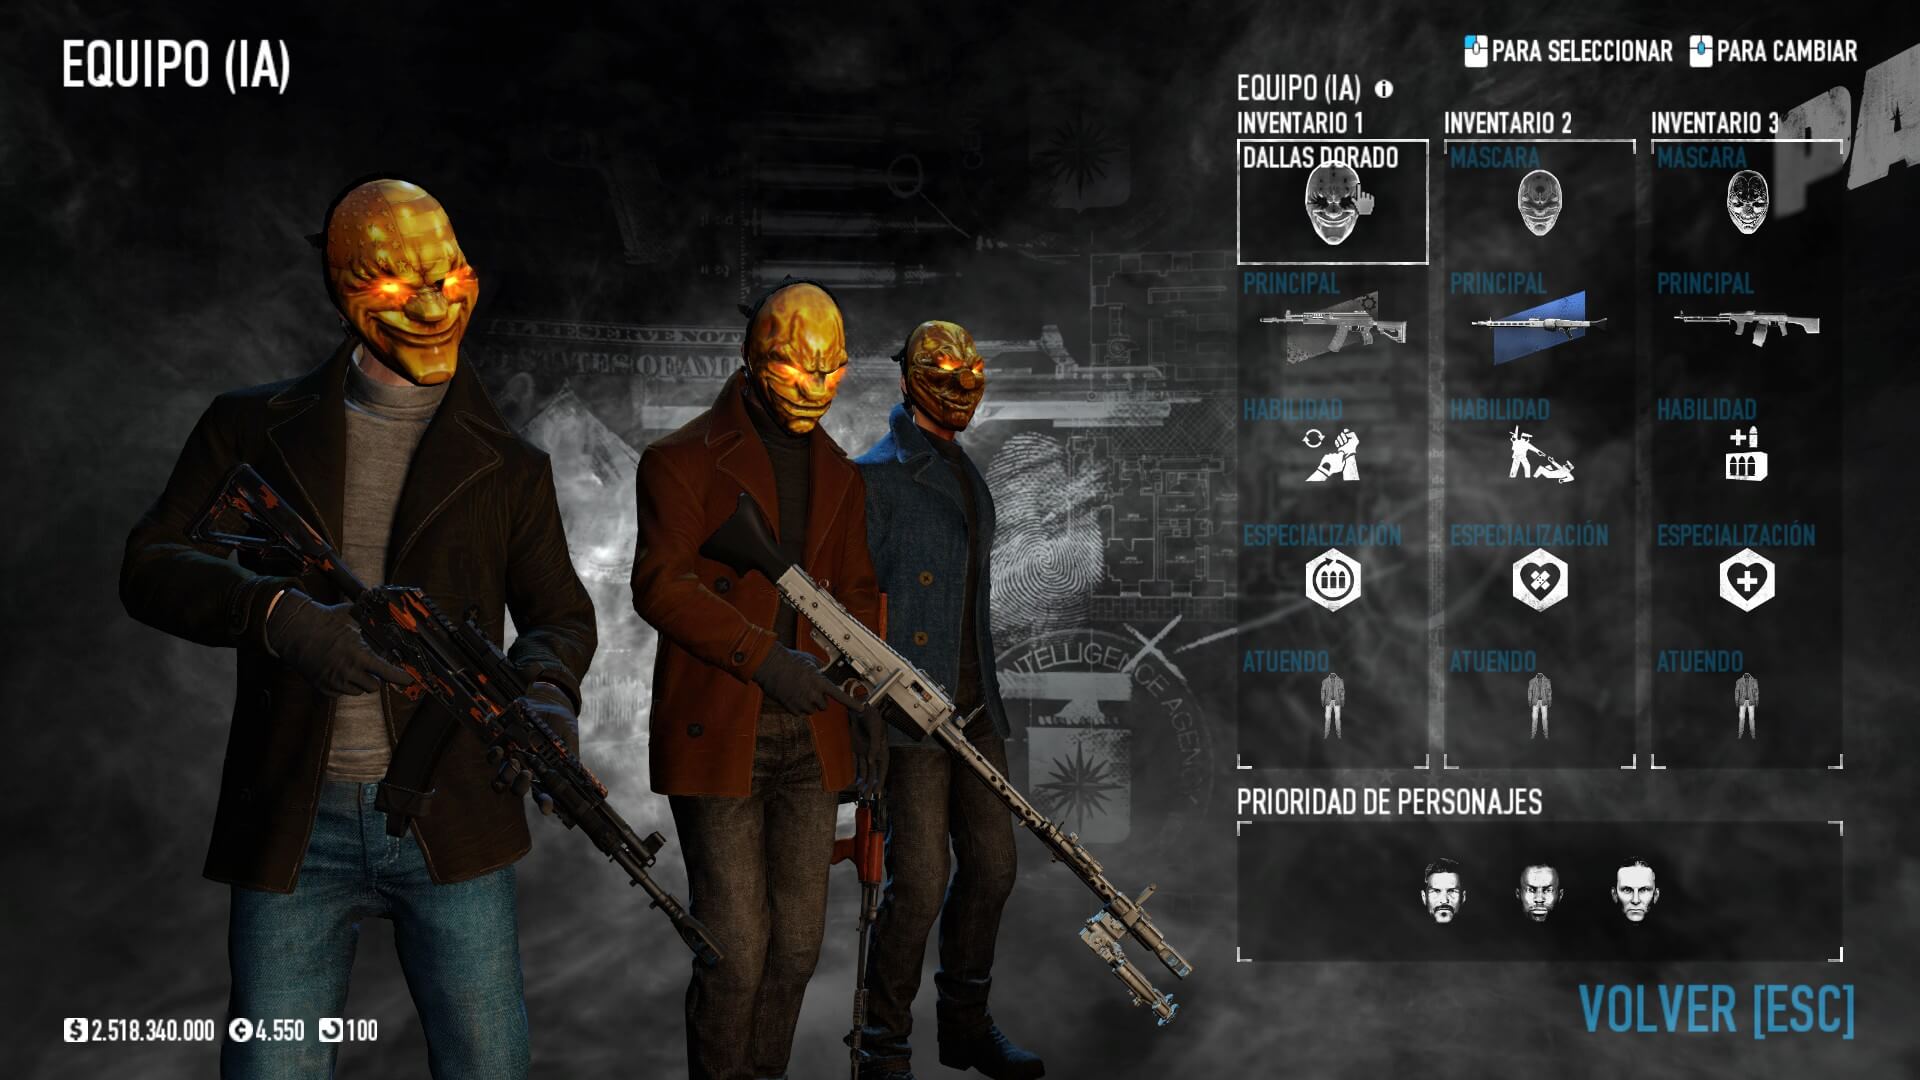 EQUIPO (IA)
PARA SELECCIONAR
PARA CAMBIAR
EQUIPO (IA)
INVENTARIO 1
INVENTARIO 2
INVENTARIO 3
DALLAS DORADO
MÁSCARA
MÁSCARA
PRINCIPAL
PRINCIPAL
PRINCIPAL
HABILIDAD
HABILIDAD
HABILIDAD
ESPECIALIZACIÓN
ESPECIALIZACIÓN
ESPECIALIZACIÓN
ATUENDO
ATUENDO
ATUENDO
PRIORIDAD DE PERSONAJES
INTELLIGENCE AGENCY
2.518.340.000
4.550
100
VOLVER [ESC]